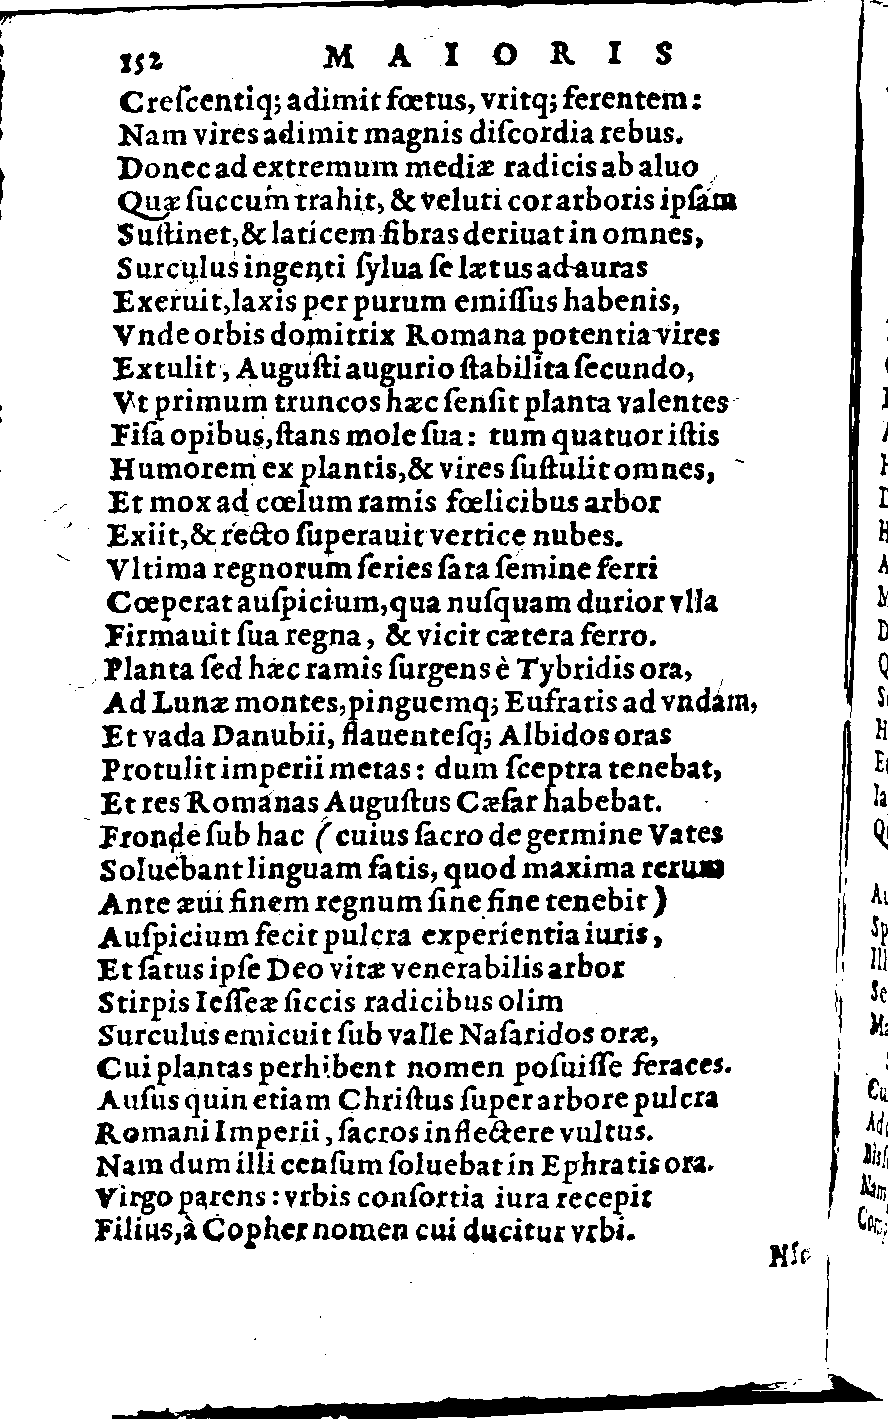 152 MAIORIS
Creſcentiq; adimit fœtus, vritq; ferentem:
Nam vires adimit magnis diſcordia rebus.
Donec ad extremum mediæ radicis ab aluo
Quæ ſuccum trahit, & veluti cor arboris ipſam
Suſtinet, & laticem fibras deriuat in omnes,
Surculus ingenti ſylua ſe lætus ad auras
Exeruit, laxis per purum emiſſus habenis,
Vnde orbis domitrix Romana potentia vires
Extulit, Auguſti augurio ſtabilita ſecundo,
Vt primum truncos hæc ſenſit planta valentes
Fiſa opibus, ſtans mole ſua: tum quatuor iſtis
Humorem ex plantis, & vires ſuſtulit omnes,
Et mox ad cœlum ramis fœlicibus arbor
Exiit, & recto ſuperauit vertice nubes.
Vltima regnorum ſeries ſata ſemine ferri
Cœperat auſpicium, qua nuſquam durior vlla
Firmauit ſua regna, & vicit cætera ferro.
Planta ſed hæc ramis ſurgens è Tybridis ora,
Ad Lunæ montes, pinguemq; Eufratis ad vndam,
Et vada Danubii, flauenteſq; Albidos oras
Protulit imperii metas: dum ſceptra tenebat,
Et res Romanas Auguſtus Cæſar habebat.
Fronde ſub hac (cuius ſacro de germine Vates
Soluebant linguam fatis, quod maxima rerum
Ante æui finem regnum ſine fine tenebit)
Auſpicium fecit pulcra experientia iuris,
Et ſatus ipſe Deo vitæ venerabilis arbor
Stirpis Ieſſeæ ſiccis radicibus olim
Surculus emicuit ſub valle Naſaridos oræ,
Cui plantas perhibent nomen poſuiſſe feraces.
Auſus quin etiam Chriſtus ſuper arbore pulcra
Romani Imperii, ſacros inflectere vultus.
Nam dum illi cenſum ſoluebat in Ephratis ora.
Virgo parens: vrbis conſortia iura recepit
Filius, à Copher nomen cui ducitur vrbi.